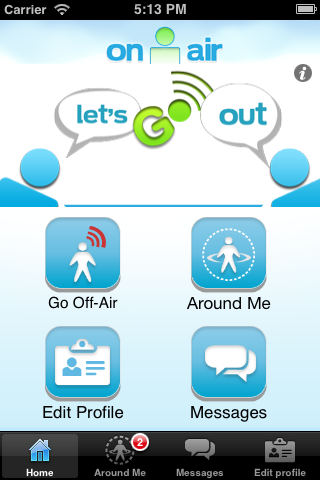 Carrier 5:13 PM
on air
i
let's Go out
Go Off-Air
Around Me
Edit Profile
Messages
2
Home
Around Me
Messages
Edit profile